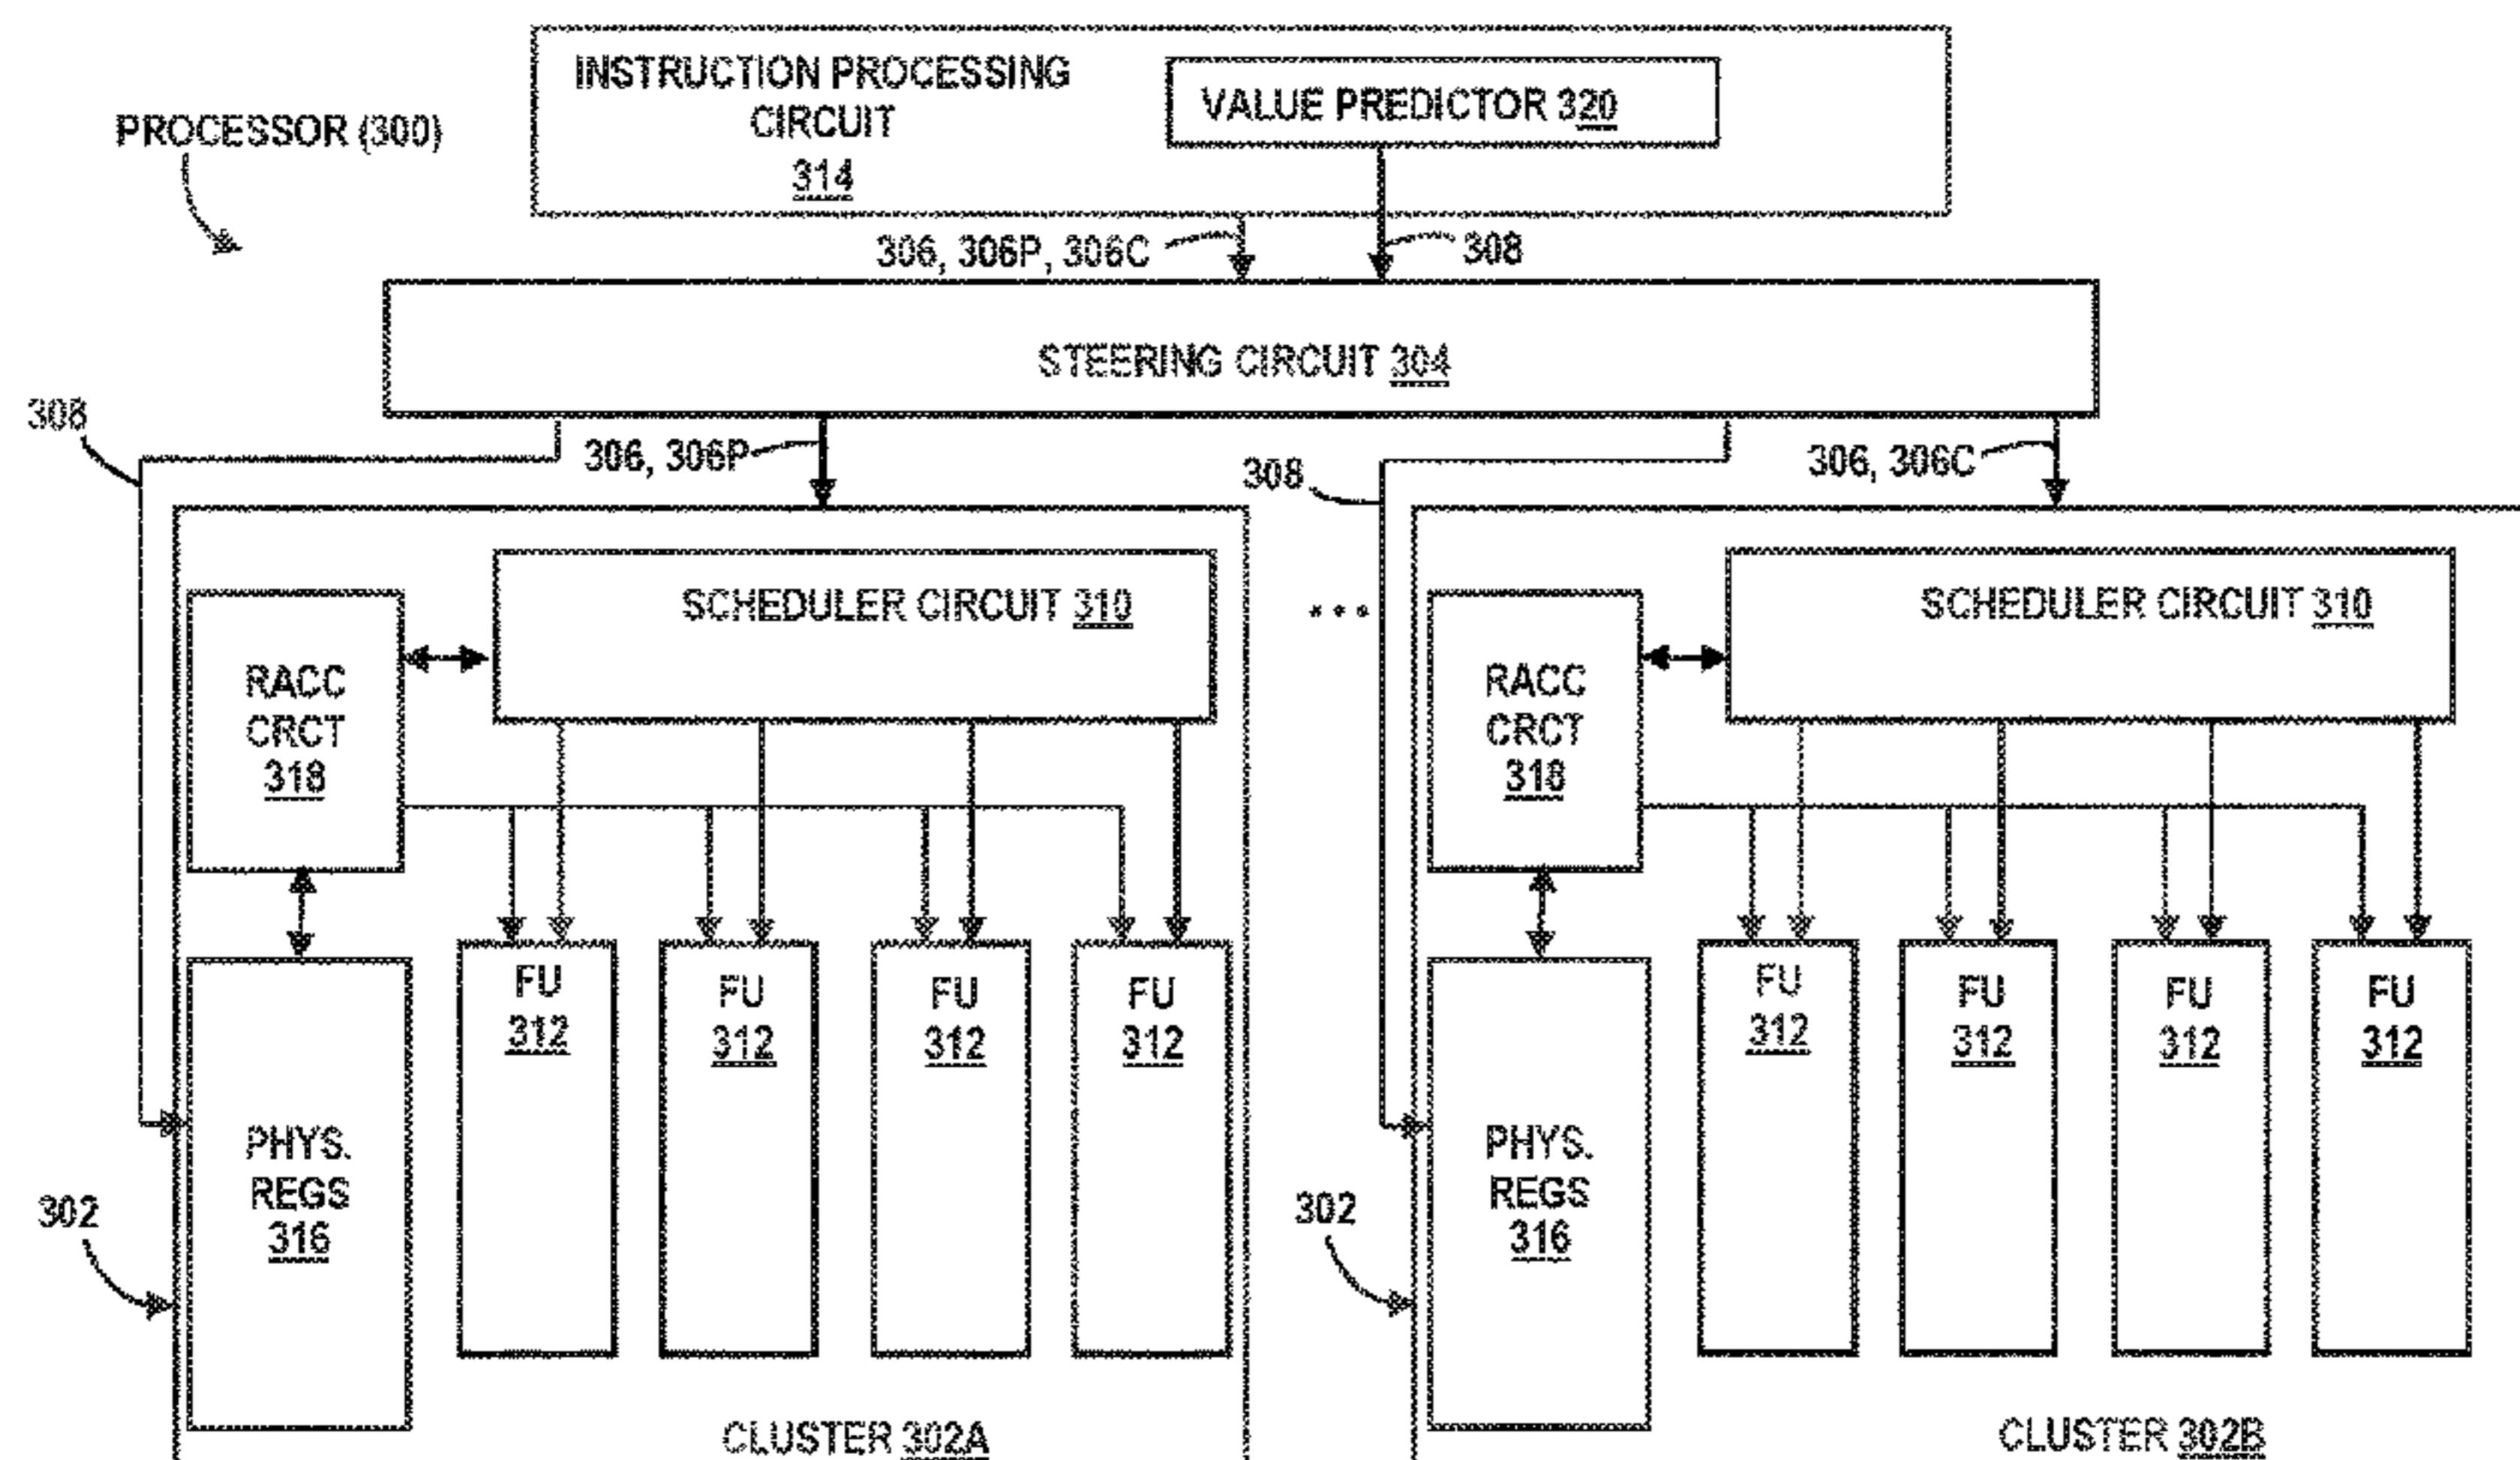 INSTRUCTION PROCESSING
CIRCUIT
314
VALUE PREDICTOR 320
PROCESSOR (300)
306, 306P, 306C
308
STEERING CIRCUIT 304
308
306, 306P
308
306, 306C
SCHEDULER CIRCUIT 310
RACC
CRCT
318
FU
312
FU
312
FU
312
FU
312
PHYS.
REGS
316
302
CLUSTER 302A
...
SCHEDULER CIRCUIT 310
RACC
CRCT
318
FU
312
FU
312
FU
312
FU
312
PHYS.
REGS
316
302
CLUSTER 302B